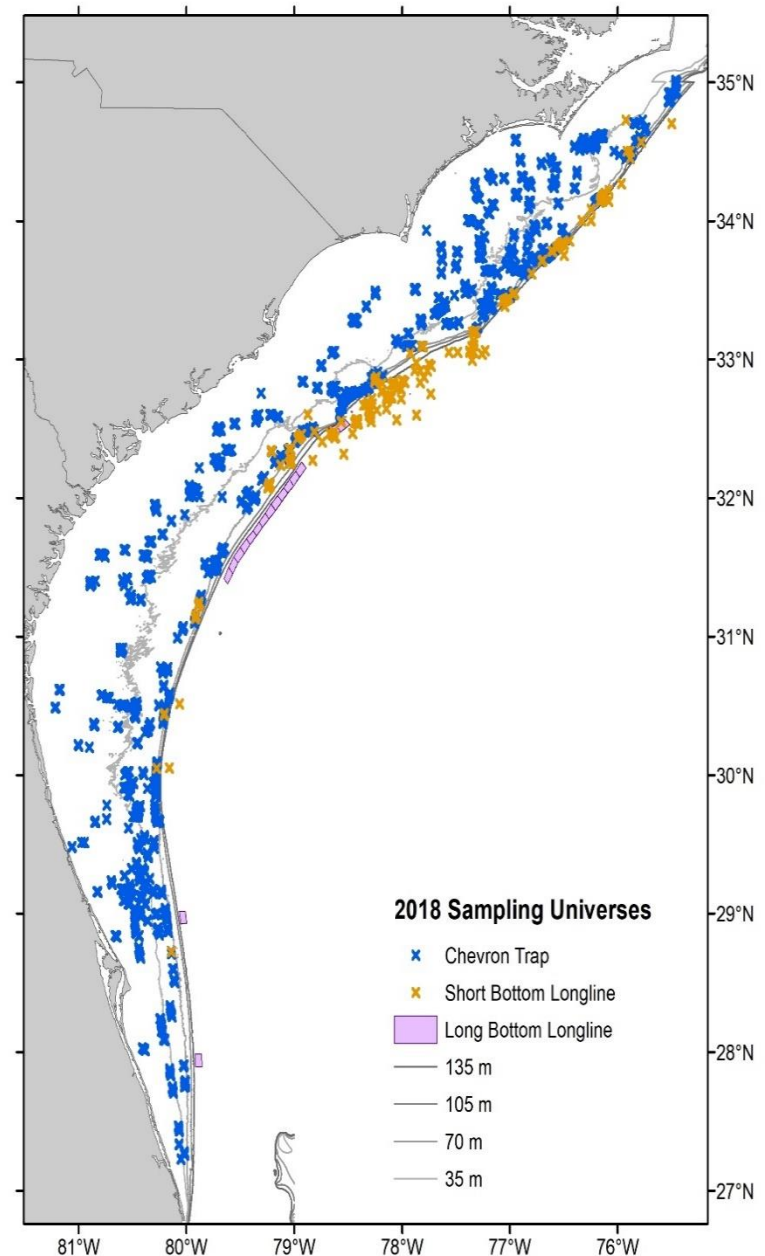 35°N
34°N
33°N
32°N
31°N
30°N
29°N
28°N
27°N
2018 Sampling Universes
Chevron Trap
Short Bottom Longline
Long Bottom Longline
135 m
105 m
70 m
35 m
81°W 80°W 79°W 78°W 77°W 76°W